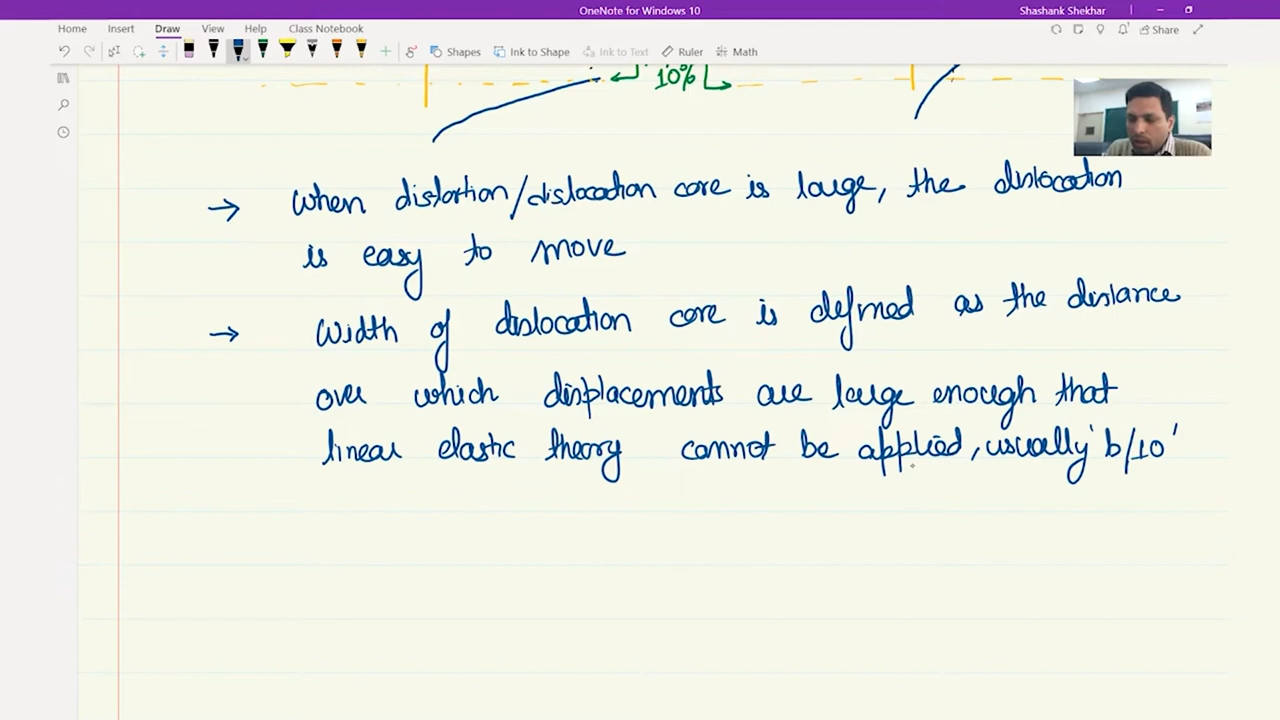 OneNote for Windows 10
Shashank Shekhar
Home Insert Draw View Help Class Notebook
Share
Shapes Ink to Shape Ink to Text Ruler Math
10%
→ When distortion/dislocation core is large, the dislocation
is easy to move
→ Width of dislocation core is defined as the distance
over which displacements are large enough that
linear elastic theory cannot be applied, usually 'b/10'